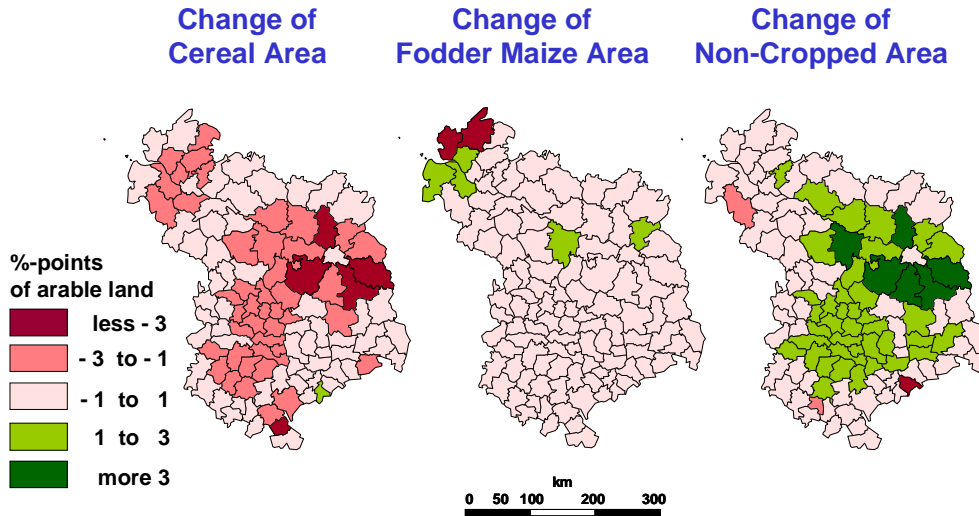 Change of
Cereal Area
Change of
Fodder Maize Area
Change of
Non-Cropped Area
%-points
of arable land
less - 3
- 3 to - 1
- 1 to 1
1 to 3
more 3
km
0 50 100 200 300